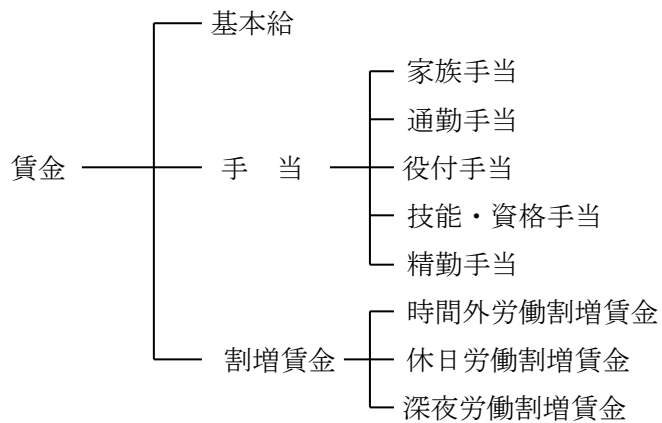 基本給
家族手当
通勤手当
賃金
手　当
役付手当
技能・資格手当
精勤手当
時間外労働割増賃金
割増賃金
休日労働割増賃金
深夜労働割増賃金